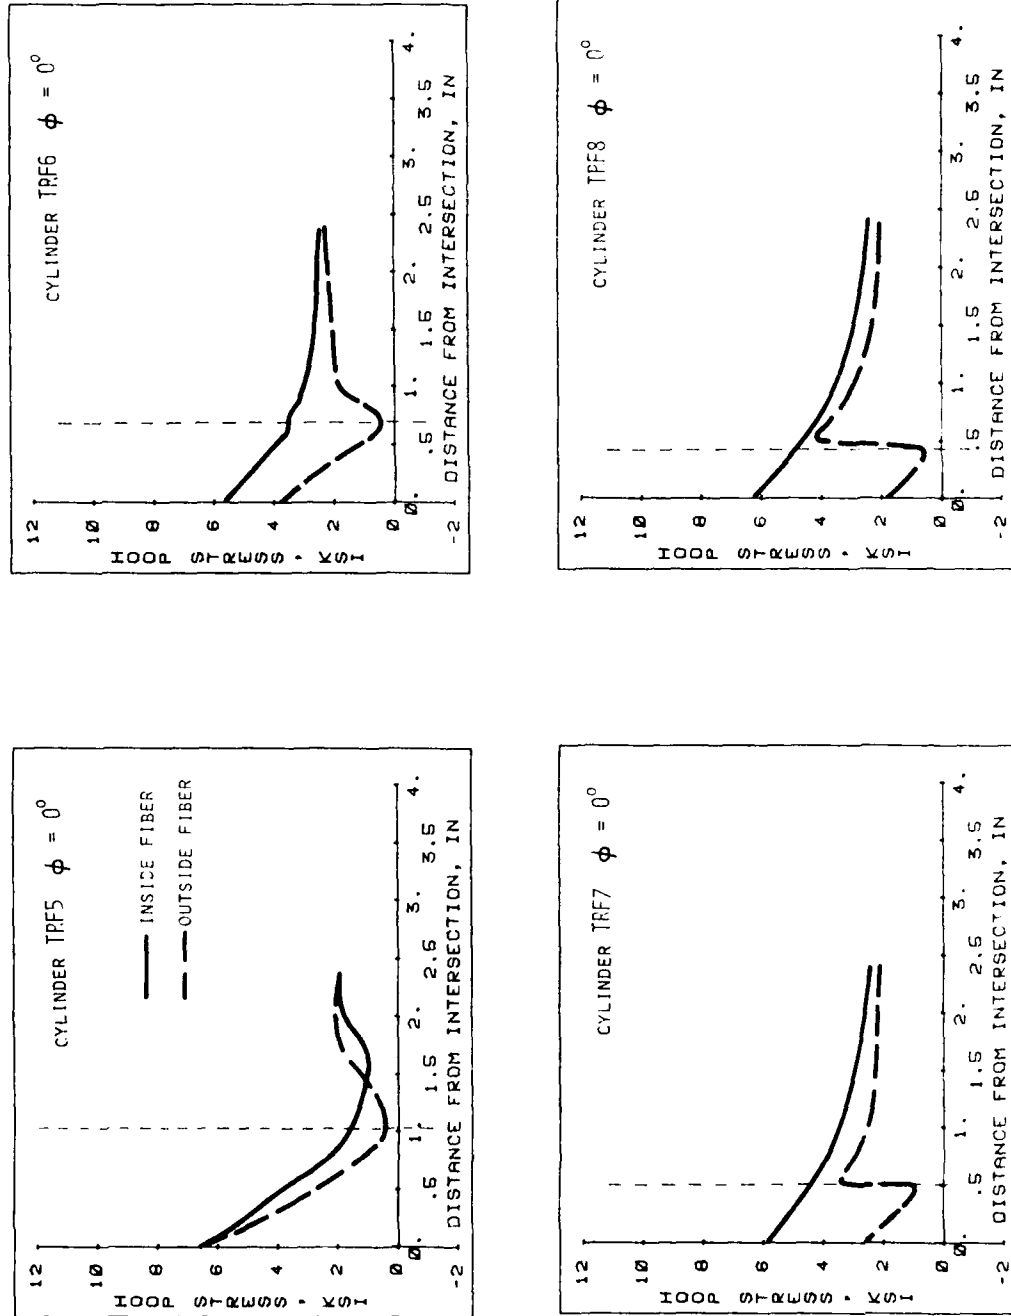 CYLINDER TRF5 ϕ = 0°
INSIDE FIBER
OUTSIDE FIBER
12
10
8
6
4
2
0
-2
HOOP STRESS, KSI
0. .5 1. 1.5 2. 2.5 3. 3.5 4.
DISTANCE FROM INTERSECTION, IN
CYLINDER TRF6 ϕ = 0°
12
10
8
6
4
2
0
-2
HOOP STRESS, KSI
0. .5 1. 1.5 2. 2.5 3. 3.5 4.
DISTANCE FROM INTERSECTION, IN
CYLINDER TRF7 ϕ = 0°
12
10
8
6
4
2
0
-2
HOOP STRESS, KSI
0. .5 1. 1.5 2. 2.5 3. 3.5 4.
DISTANCE FROM INTERSECTION, IN
CYLINDER TRF8 ϕ = 0°
12
10
8
6
4
2
0
-2
HOOP STRESS, KSI
0. .5 1. 1.5 2. 2.5 3. 3.5 4.
DISTANCE FROM INTERSECTION, IN